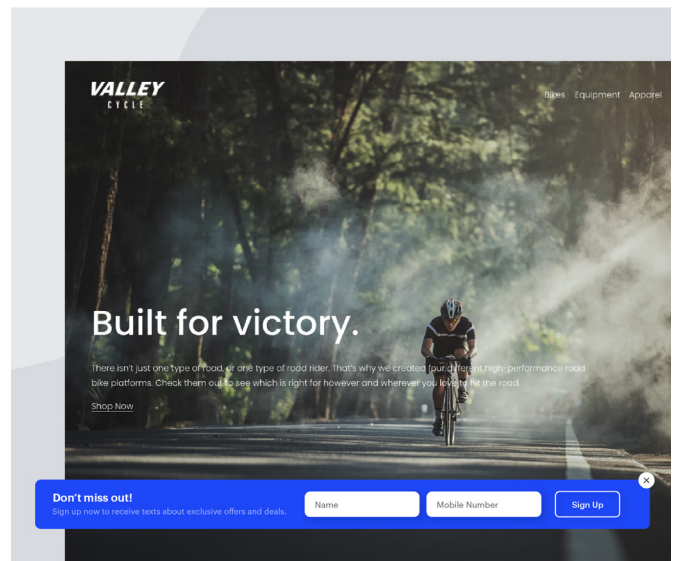 VALLEY
CYCLE
Bikes Equipment Apparel
Built for victory.
There isn't just one type of road, or one type of road rider. That's why we created four different high-performance road
bike platforms. Check them out to see which is right for however and wherever you love to hit the road.
Shop Now
Don't miss out!
Sign up now to receive texts about exclusive offers and deals.
Name
Mobile Number
Sign Up